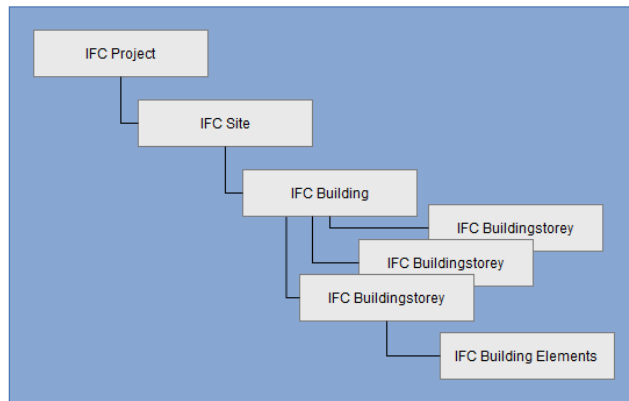 IFC Project
IFC Site
IFC Building
IFC Buildingstorey
IFC Buildingstorey
IFC Buildingstorey
IFC Building Elements